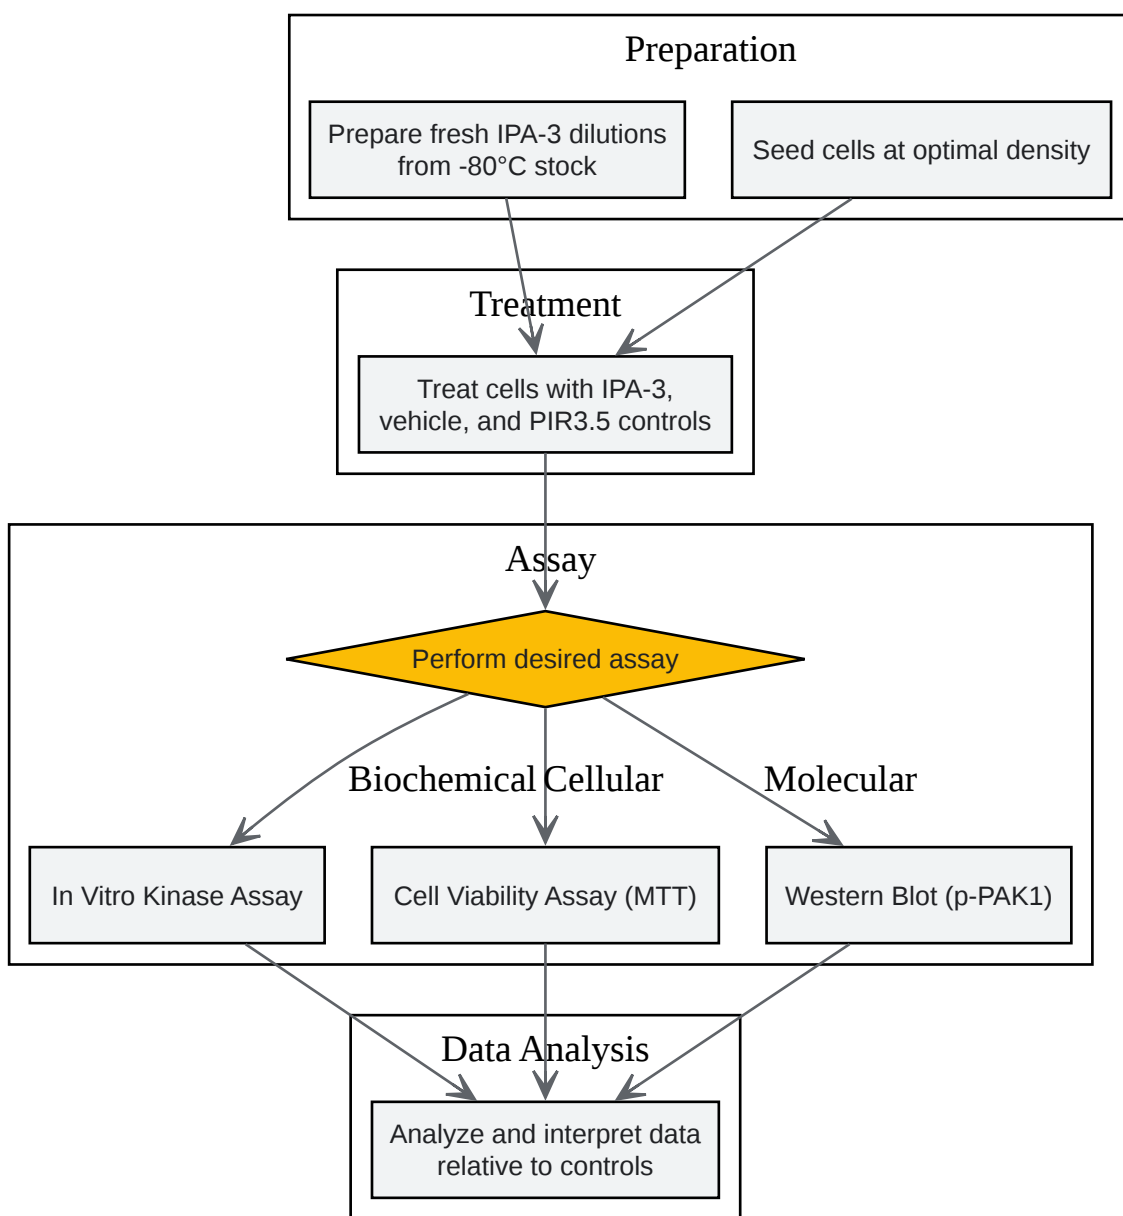 Preparation
Prepare fresh IPA-3 dilutions
from -80°C stock
Seed cells at optimal density
Treatment
Treat cells with IPA-3,
vehicle, and PIR3.5 controls
Assay
Perform desired assay
Biochemical
Cellular
Molecular
In Vitro Kinase Assay
Cell Viability Assay (MTT)
Western Blot (p-PAK1)
Data Analysis
Analyze and interpret data
relative to controls